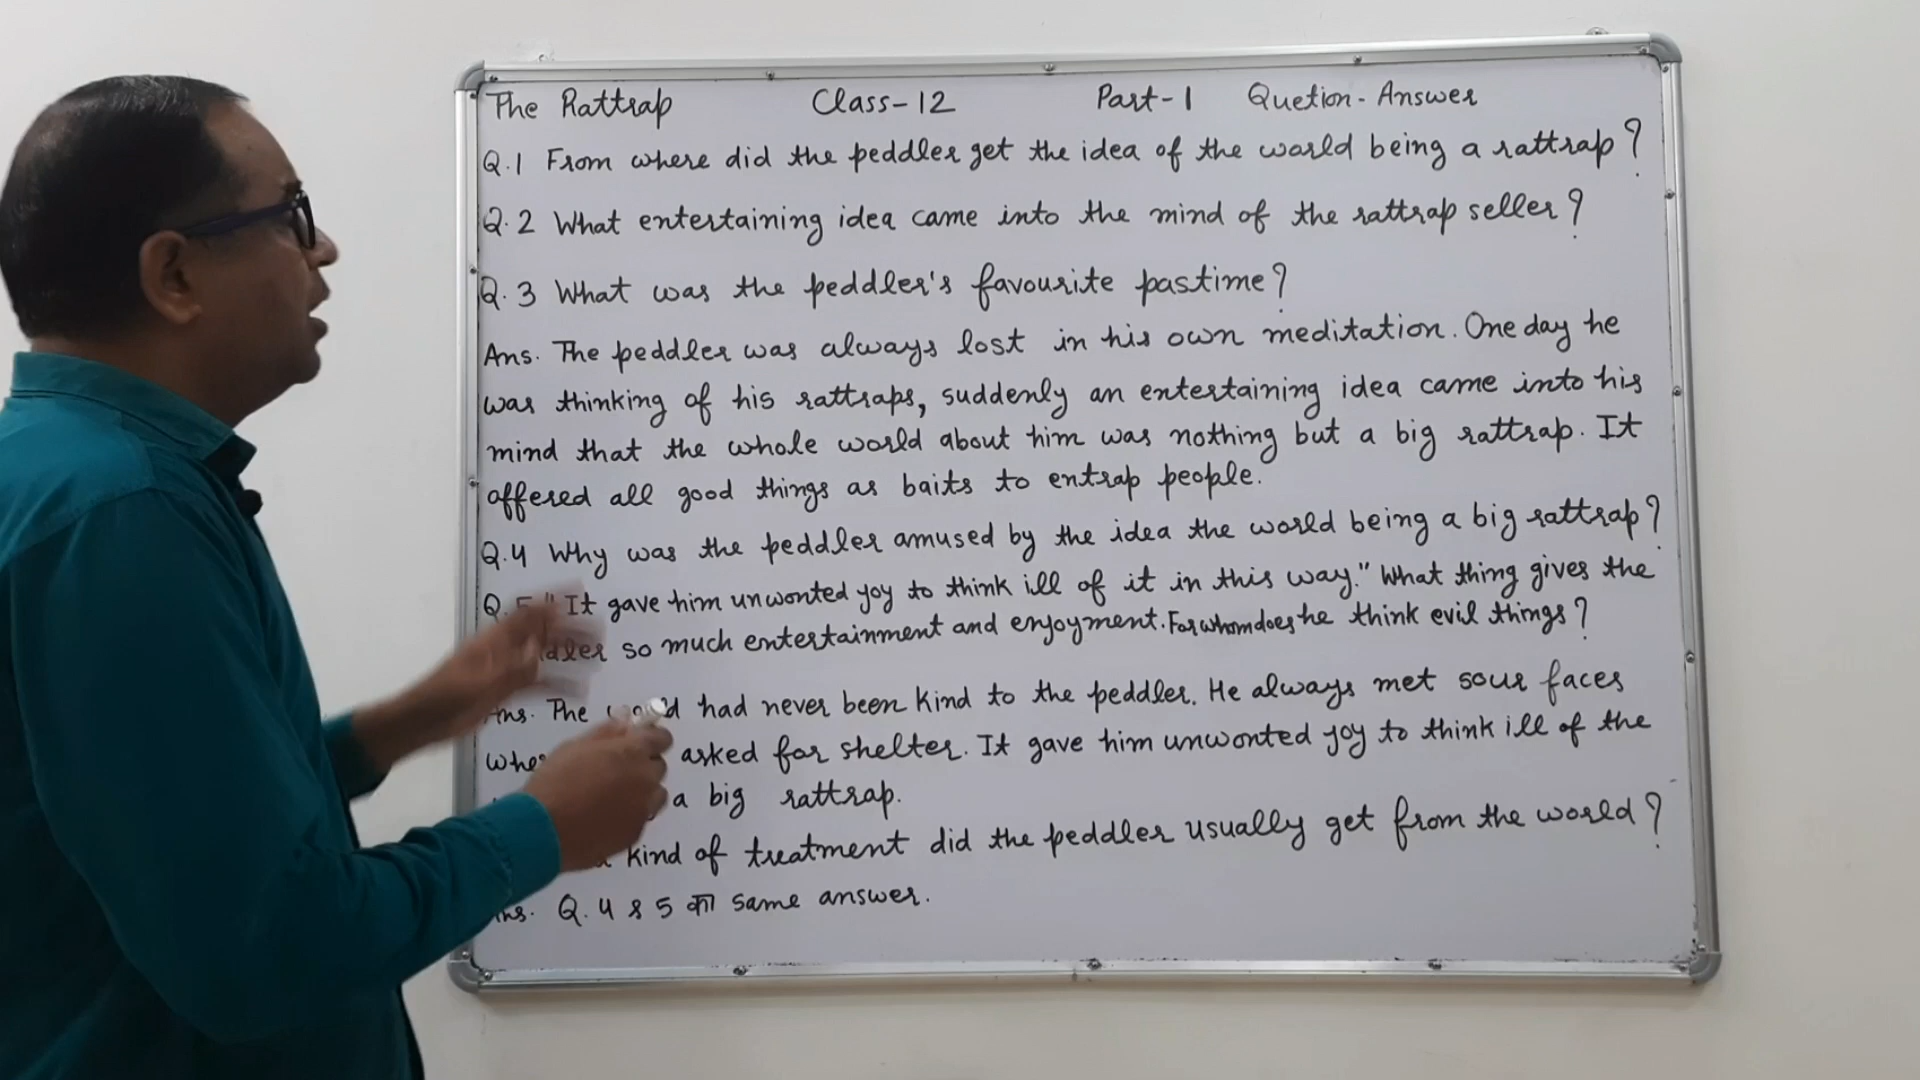 The Rattrap Class-12 Part-1 Quetion-Answer
Q.1 From where did the peddler get the idea of the world being a rattrap?
Q.2 What entertaining idea came into the mind of the rattrap seller?
Q.3 What was the peddler's favourite pastime?
Ans. The peddler was always lost in his own meditation. One day he
was thinking of his rattraps, suddenly an entertaining idea came into his
mind that the whole world about him was nothing but a big rattrap. It
offered all good things as baits to entrap people.
Q.4 Why was the peddler amused by the idea the world being a big rattrap?
Q. "It gave him unwonted joy to think ill of it in this way." What thing gives the
so much entertainment and enjoyment. For whom does he think evil things?
Ans. The had never been kind to the peddler. He always met sour faces
asked for shelter. It gave him unwonted joy to think ill of the
a big rattrap.
kind of treatment did the peddler usually get from the world?
Ans. Q. 4 & 5 का same answer.